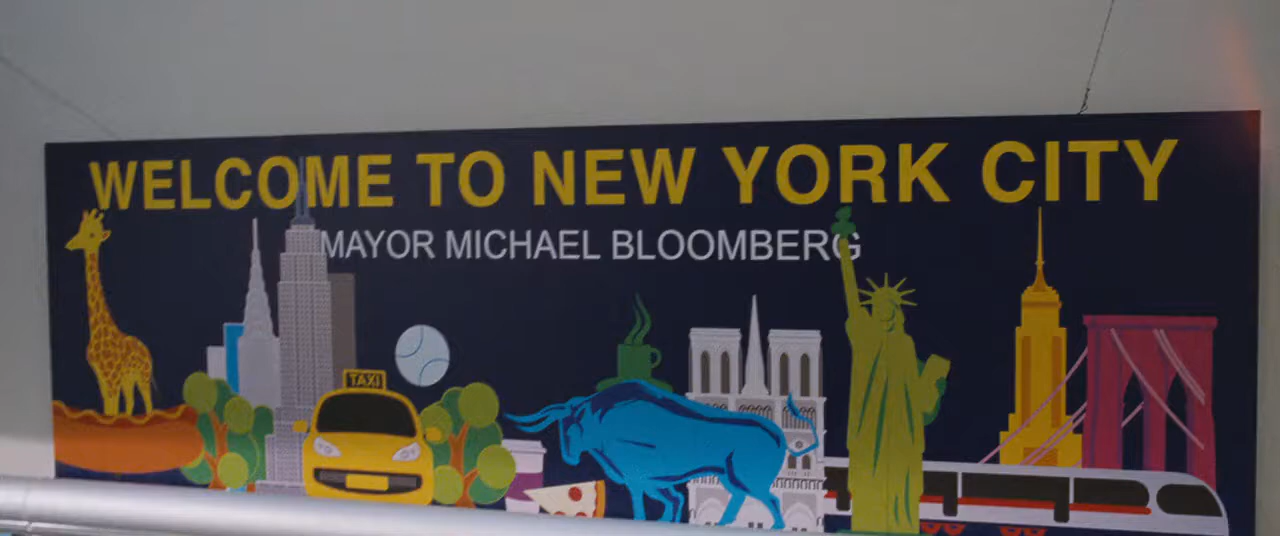 WELCOME TO NEW YORK CITY
MAYOR MICHAEL BLOOMBERG
TAXI